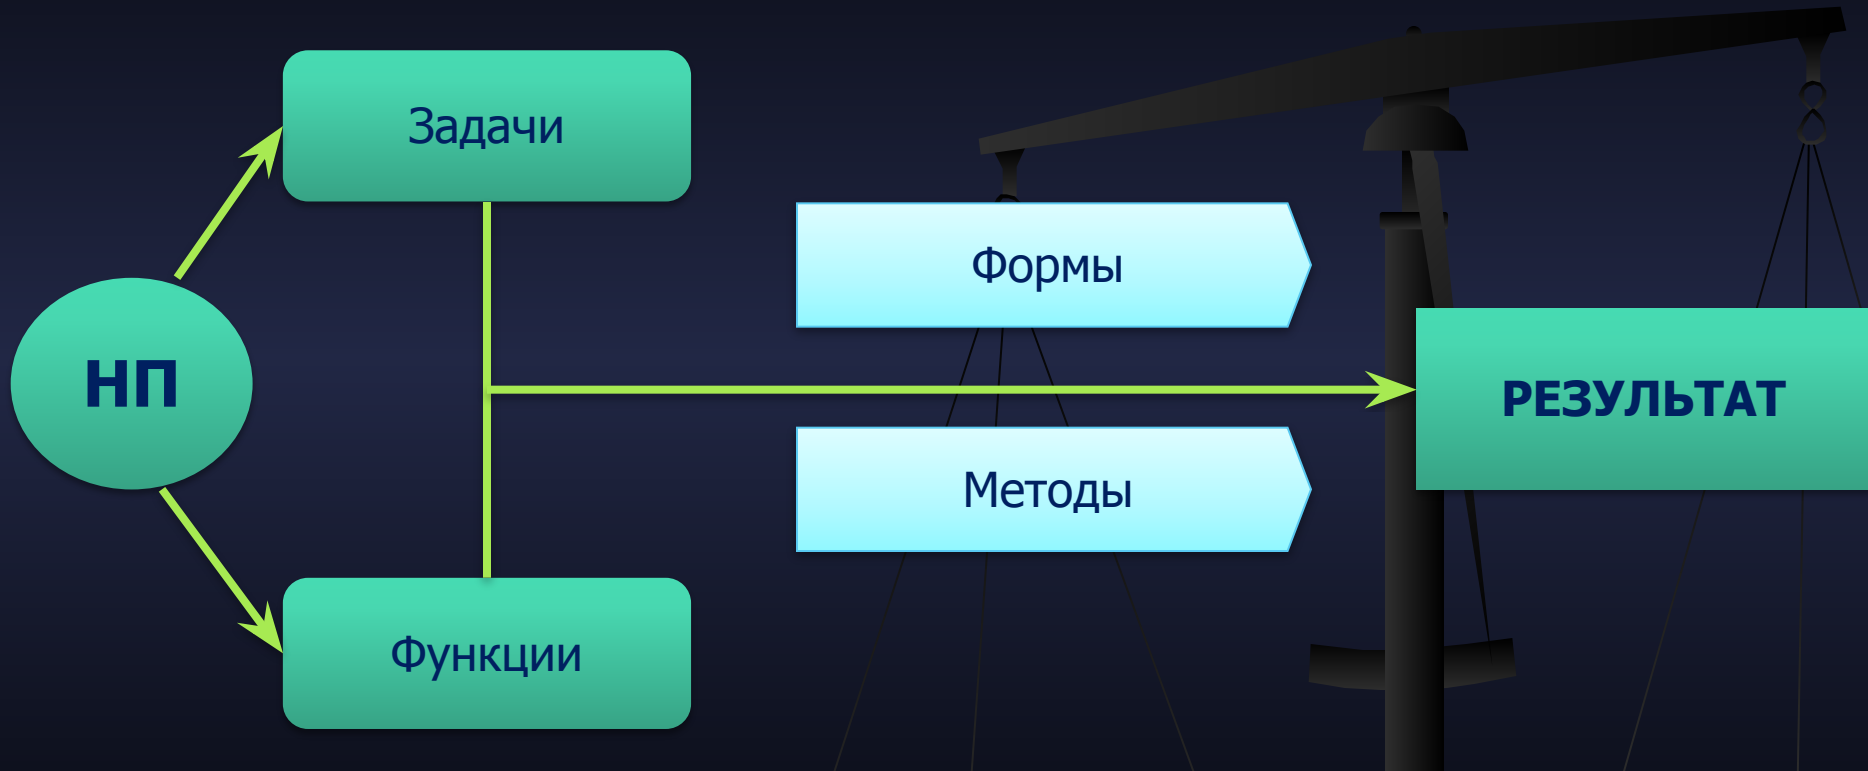 НП
Задачи
Функции
Формы
Методы
РЕЗУЛЬТАТ